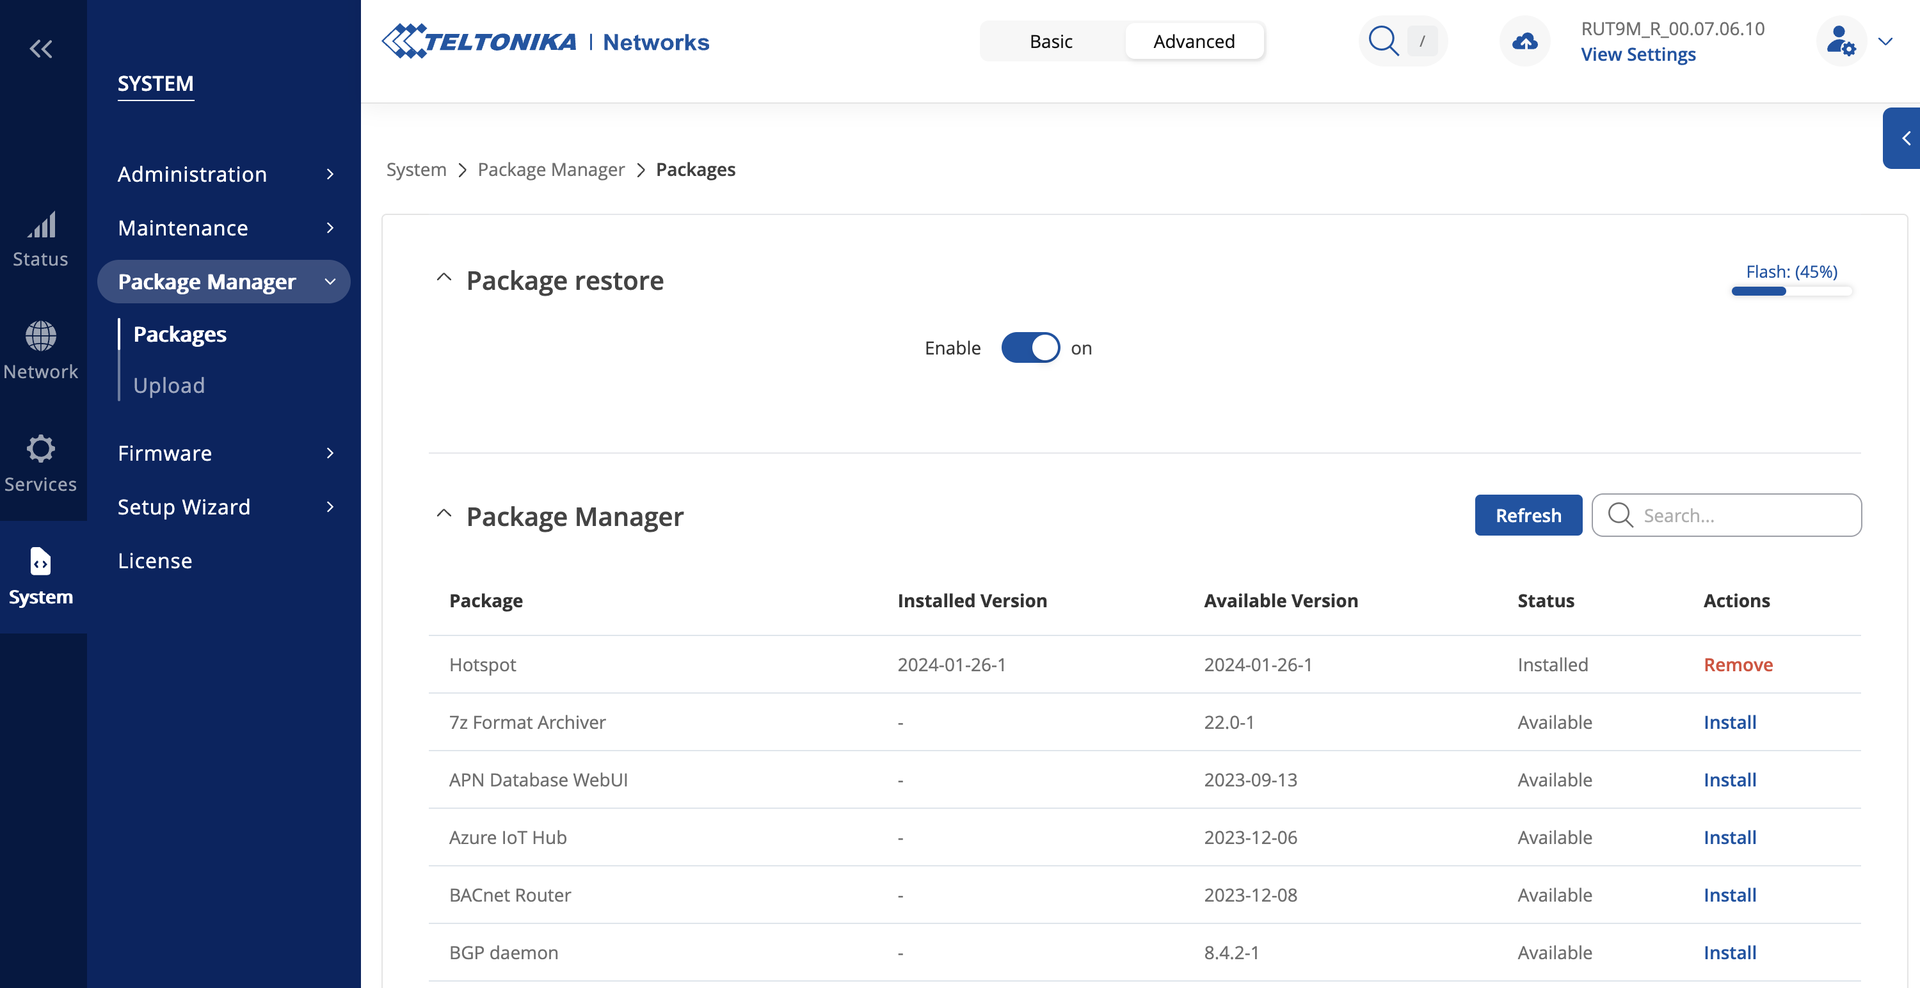 TELTONIKA | Networks
Basic
Advanced
/
RUT9M_R_00.07.06.10
View Settings
SYSTEM
Administration
Maintenance
Package Manager
Packages
Upload
Firmware
Setup Wizard
License
Status
Network
Services
System
System > Package Manager > Packages
Package restore
Flash: (45%)
Enable on
Package Manager
Refresh
Search...
Package Installed Version Available Version Status Actions
Hotspot 2024-01-26-1 2024-01-26-1 Installed Remove
7z Format Archiver - 22.0-1 Available Install
APN Database WebUI - 2023-09-13 Available Install
Azure IoT Hub - 2023-12-06 Available Install
BACnet Router - 2023-12-08 Available Install
BGP daemon - 8.4.2-1 Available Install